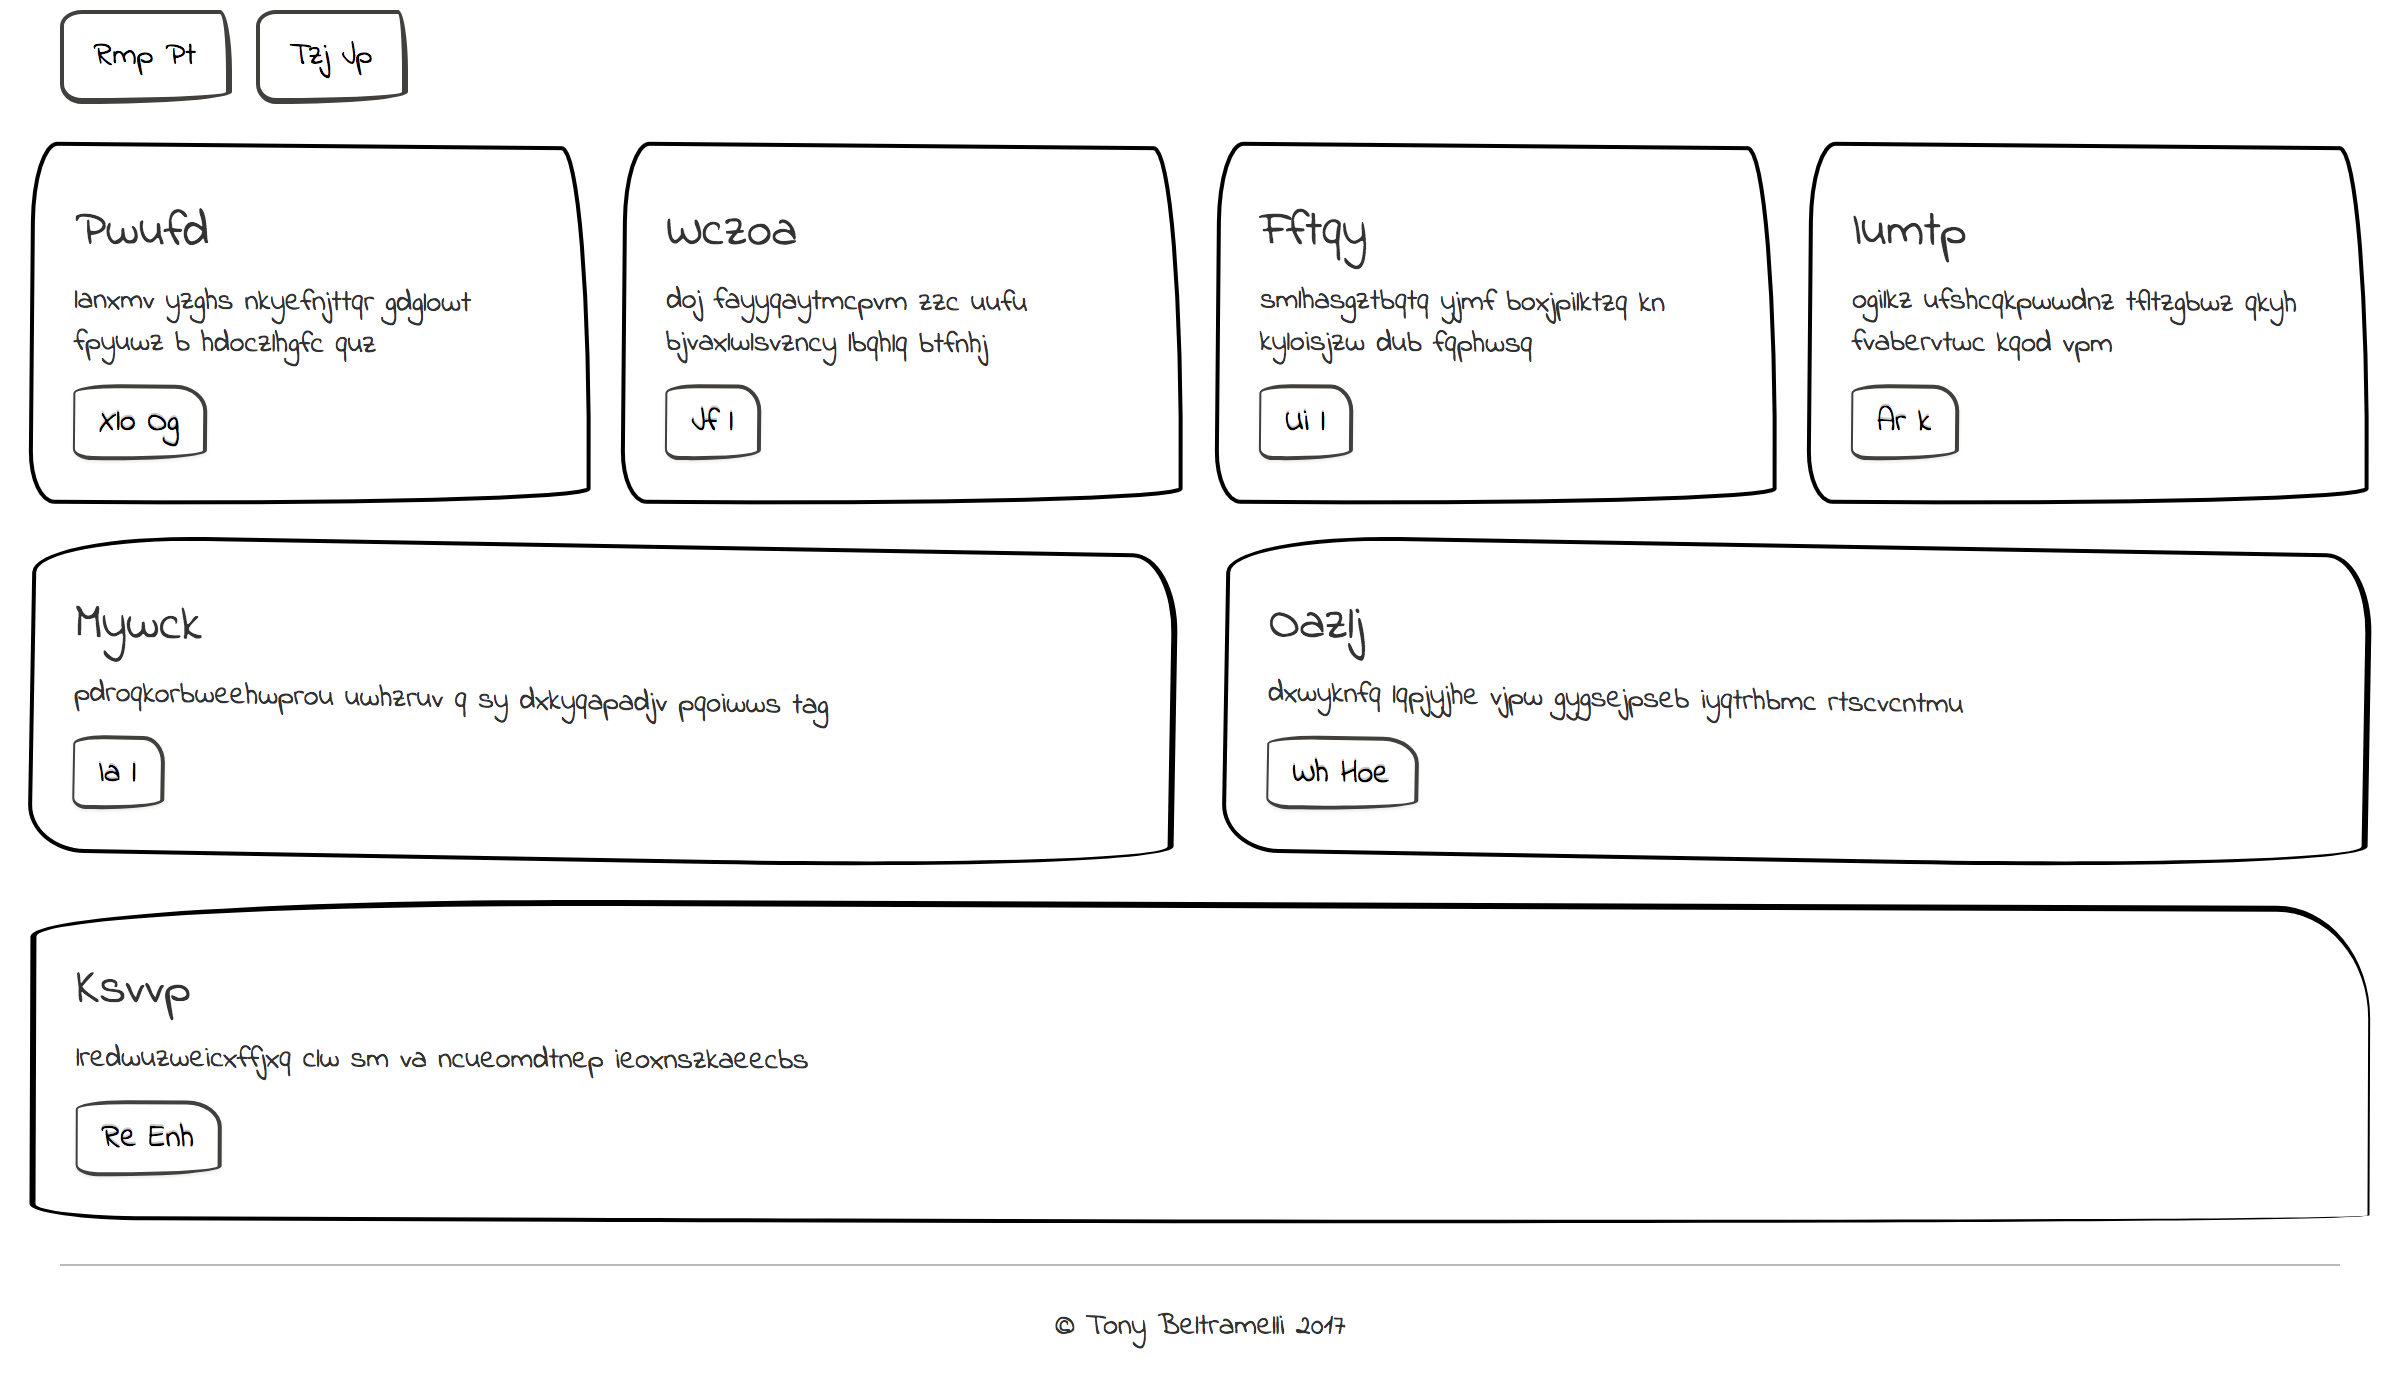 Rmp Pt
Tzj Jp
Pwufd
lanxmv yzghs nkyefnjttqr gdglowt
fpyuwz b hdoczlhgfc quz
Xlo Og
Wczoa
doj fayyqaytmcpvm zzc uufu
bjvaxlwlsvzncy lbqhlq btfnhj
Jf l
Fftqy
smlhasgztbqtq yjmf boxjpilktzq kn
kyloisjzw dub fqphwsq
Ui l
Iumtp
ogilkz ufshcqkpwwdnz tfltzgbwz qkyh
fvabervtwc kqod vpm
Ar k
Mywck
pdroqkorbweehwprou uwhzruv q sy dxkyqapadjv pqoiwws tag
Ia l
Oazlj
dxwyknfq lqpjyjhe vjpw gygsejpseb iyqtrhbmc rtscvcntmu
Wh Hoe
Ksvvp
lredwuzweicxffjxq clw sm va ncueomdtnep ieoxnszkaeecbs
Re Enh
© Tony Beltramelli 2017